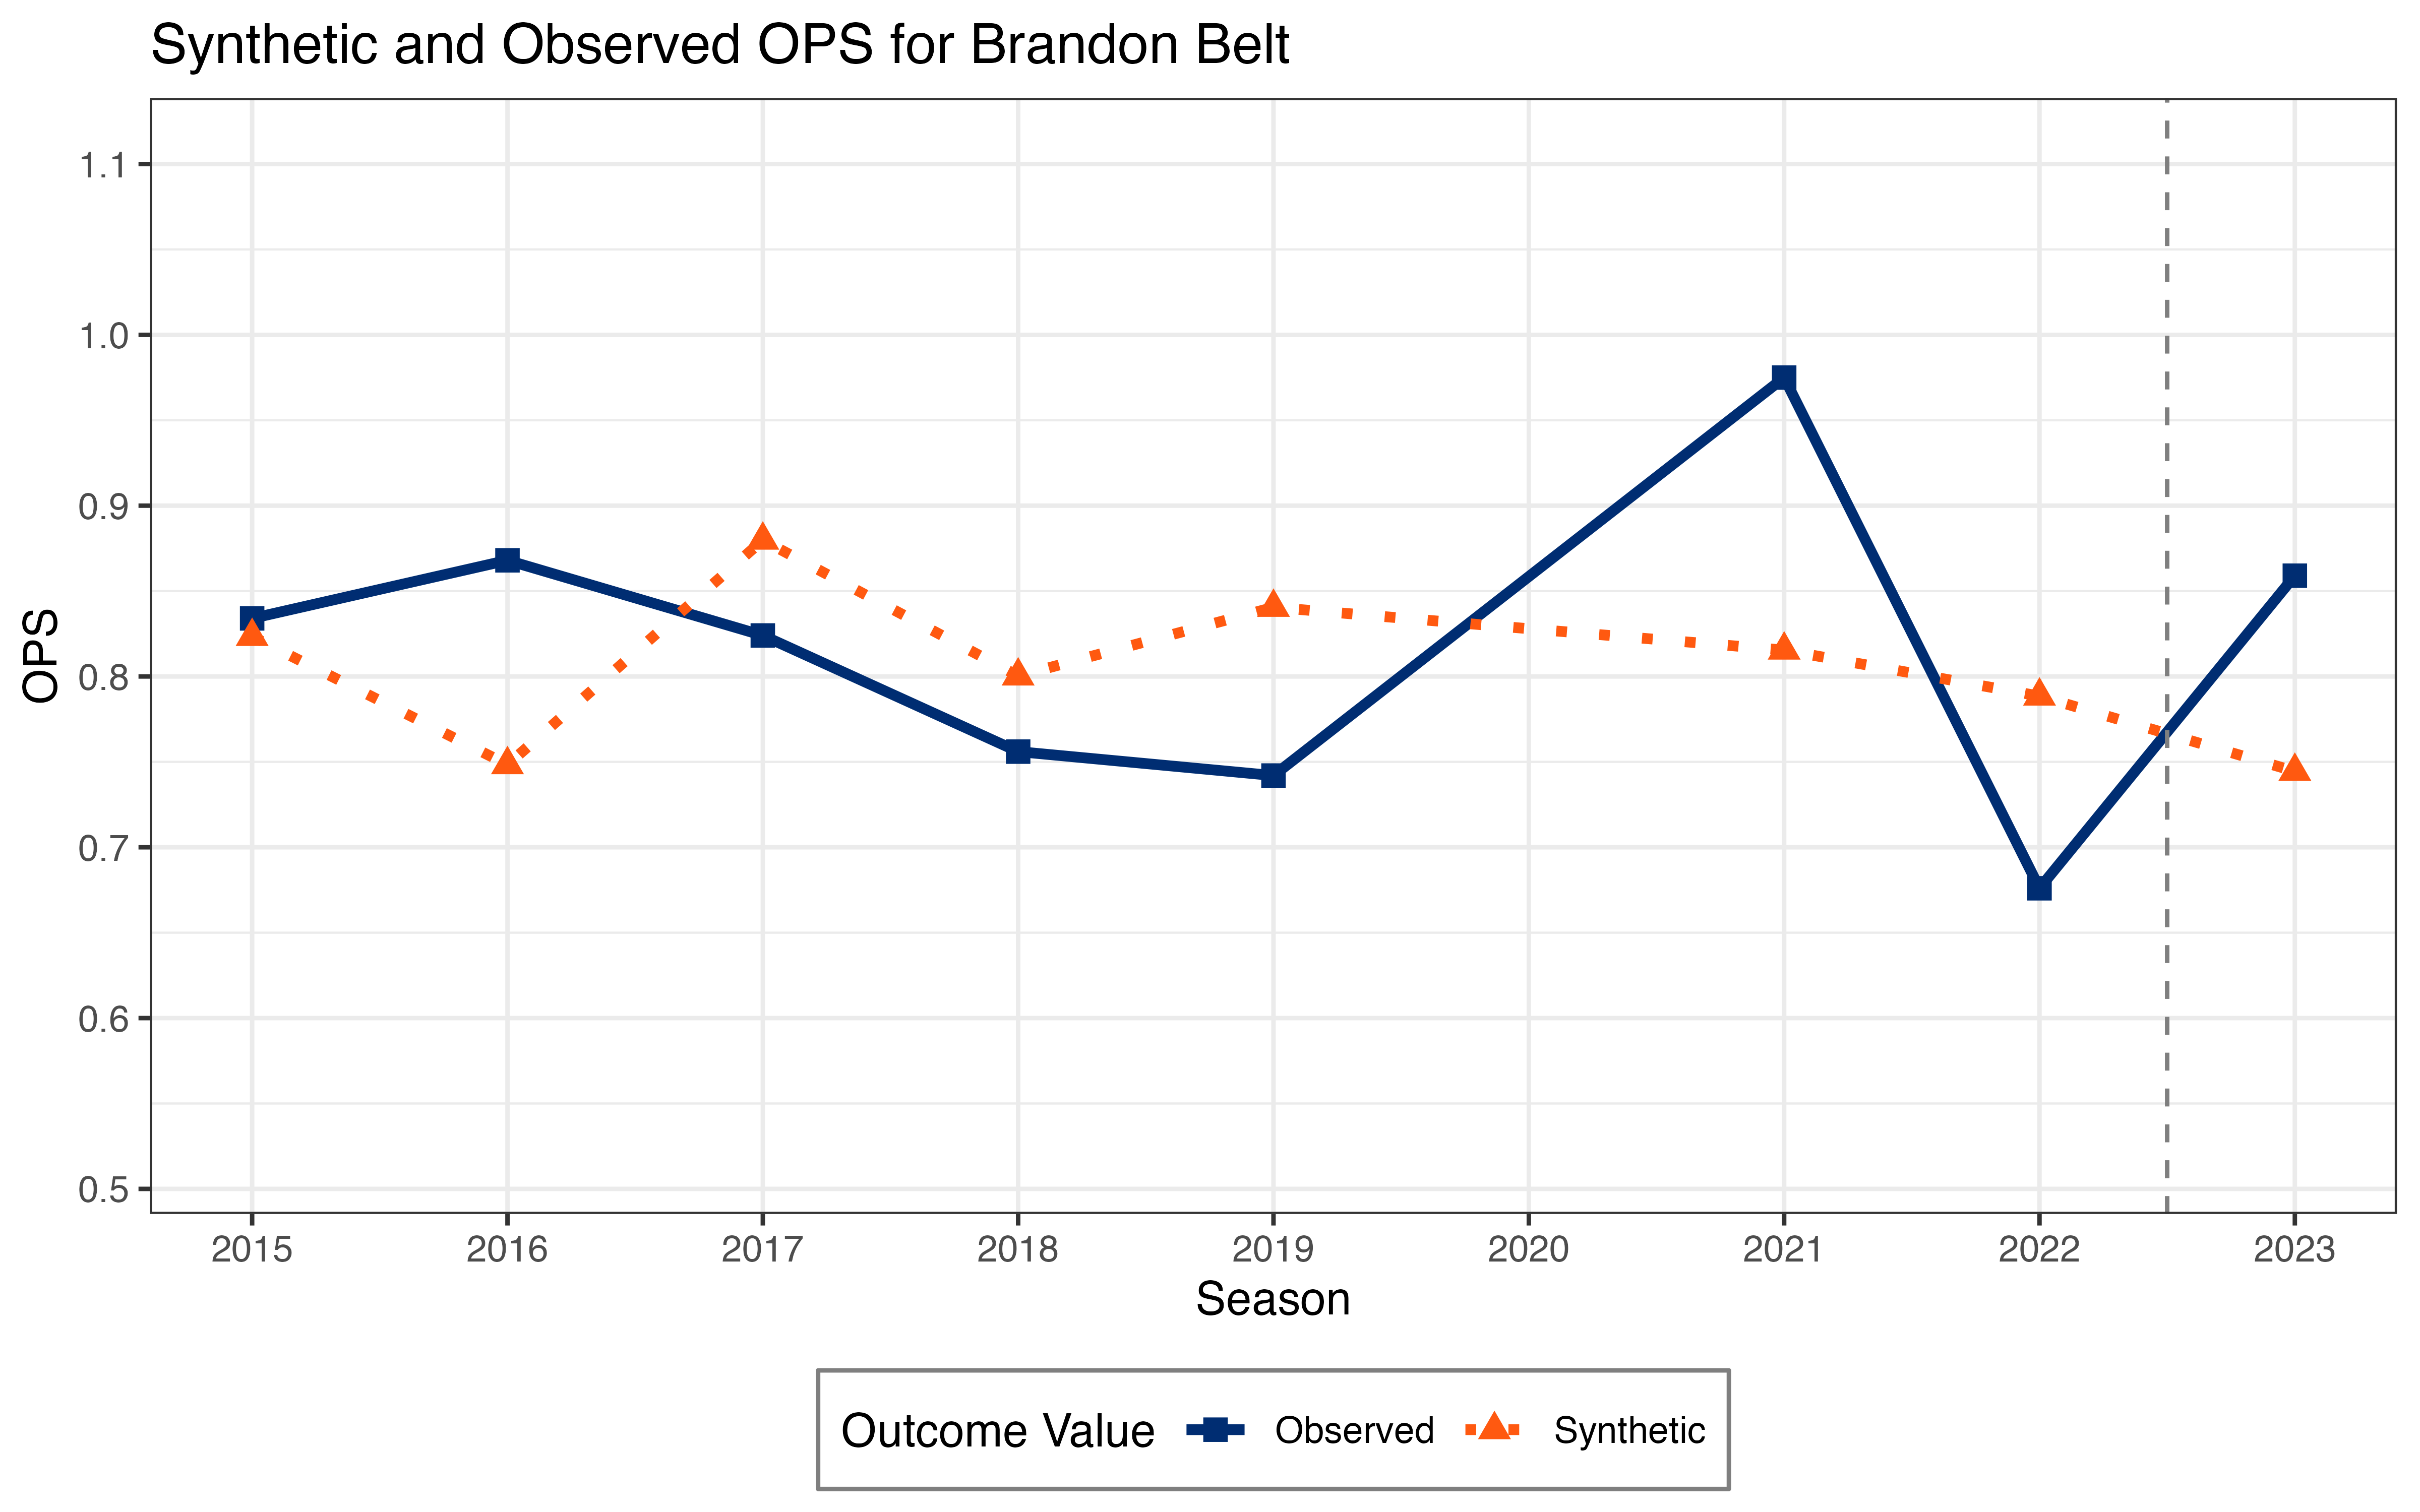 Synthetic and Observed OPS for Brandon Belt
1.1
1.0
0.9
0.8
0.7
0.6
0.5
OPS
2015 2016 2017 2018 2019 2020 2021 2022 2023
Season
Outcome Value Observed Synthetic